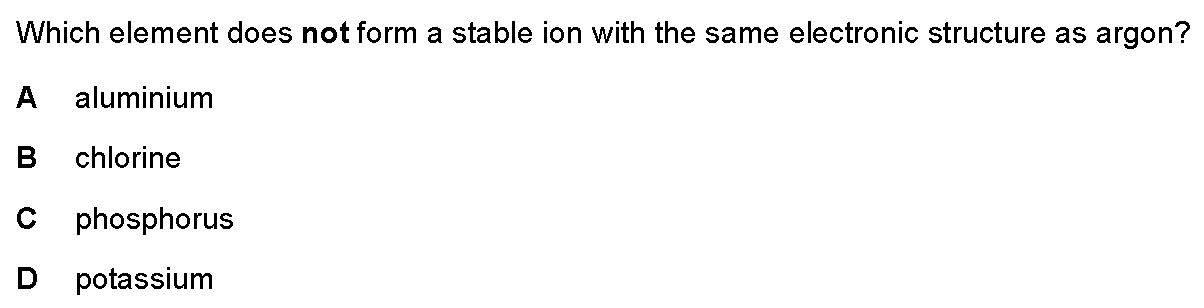 Which element does not form a stable ion with the same electronic structure as argon?
A aluminium
B chlorine
C phosphorus
D potassium